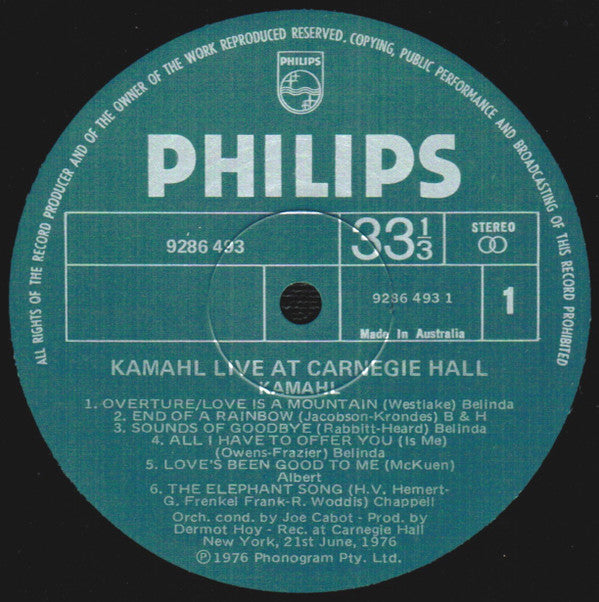 ALL RIGHTS OF THE RECORD PRODUCER AND OF THE OWNER OF THE WORK REPRODUCED RESERVED. COPYING, PUBLIC PERFORMANCE AND BROADCASTING OF THIS RECORD PROHIBITED
PHILIPS
PHILIPS
9286 493
33 1/3
STEREO
9286 493 1
1
Made In Australia
KAMAHL LIVE AT CARNEGIE HALL
KAMAHL
1. OVERTURE/LOVE IS A MOUNTAIN (Westlake) Belinda
2. END OF A RAINBOW (Jacobson-Krondes) B & H
3. SOUNDS OF GOODBYE (Rabbitt-Heard) Belinda
4. ALL I HAVE TO OFFER YOU (Is Me)
(Owens-Frazier) Belinda
5. LOVE'S BEEN GOOD TO ME (McKuen)
Albert
6. THE ELEPHANT SONG (H.V. Hemert-
G. Frenkel Frank-R. Woddis) Chappell
Orch. cond. by Joe Cabot - Prod. by
Dermot Hoy - Rec. at Carnegie Hall
New York, 21st June, 1976
Ⓟ1976 Phonogram Pty. Ltd.